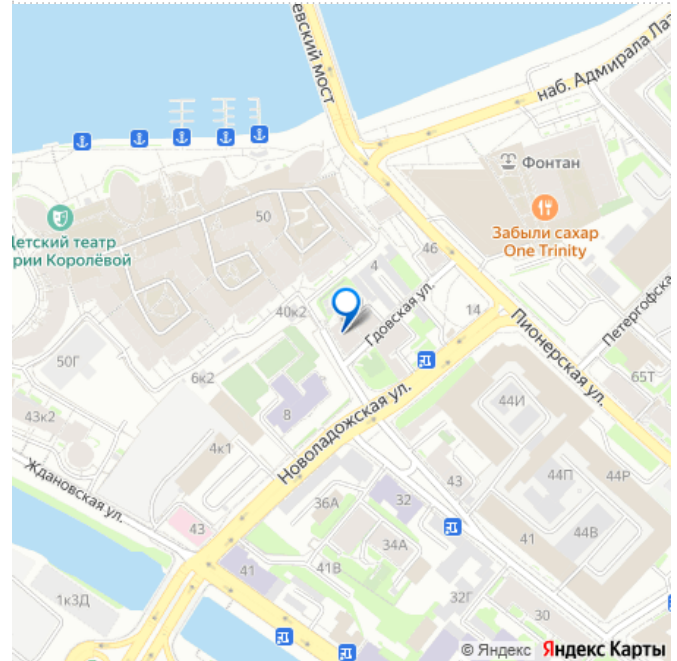 евский мост
наб. Адмирала Лаз
Фонтан
Забыли сахар
One Trinity
50
Детский театр
рии Королёвой
46
4
Гдовская ул.
40к2
14
Петергофска
Пионерская ул.
50Г
6к2
65Т
43к2
8
Новоладожская ул.
44И
4к1
44П
44Р
Ждановская ул.
43
36А
32
43
41
44В
34А
41
41В
1к3Д
32Г
30
© Яндекс Яндекс Карты